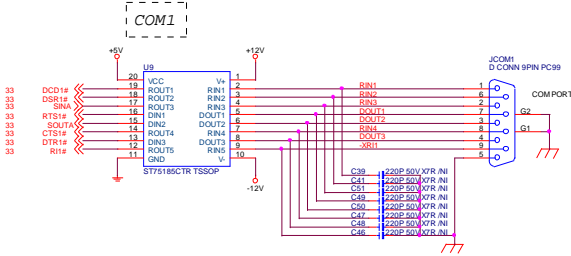 COM1
+5V
+12V
U9
JCOM1
D CONN 9PIN PC99
20 VCC V+ 1
33 DCD1# 19 ROUT1 RIN1 2 RIN1 1
33 DSR1# 18 ROUT2 RIN2 3 RIN2 6
33 SINA 17 ROUT3 RIN3 4 RIN3 2
33 RTS1# 16 DIN1 DOUT1 5 DOUT1 7
33 SOUTA 15 DIN2 DOUT2 6 DOUT2 3
33 CTS1# 14 ROUT4 RIN4 7 RIN4 8
33 DTR1# 13 DIN3 DOUT3 8 DOUT3 4
33 RI1# 12 ROUT5 RIN5 9 -XRI1 9
11 GND V- 10 5
COMPORT
G2
G1
ST75185CTR TSSOP
-12V
C39 220P 50V X7R /NI
C41 220P 50V X7R /NI
C51 220P 50V X7R /NI
C49 220P 50V X7R /NI
C50 220P 50V X7R /NI
C47 220P 50V X7R /NI
C48 220P 50V X7R /NI
C46 220P 50V X7R /NI